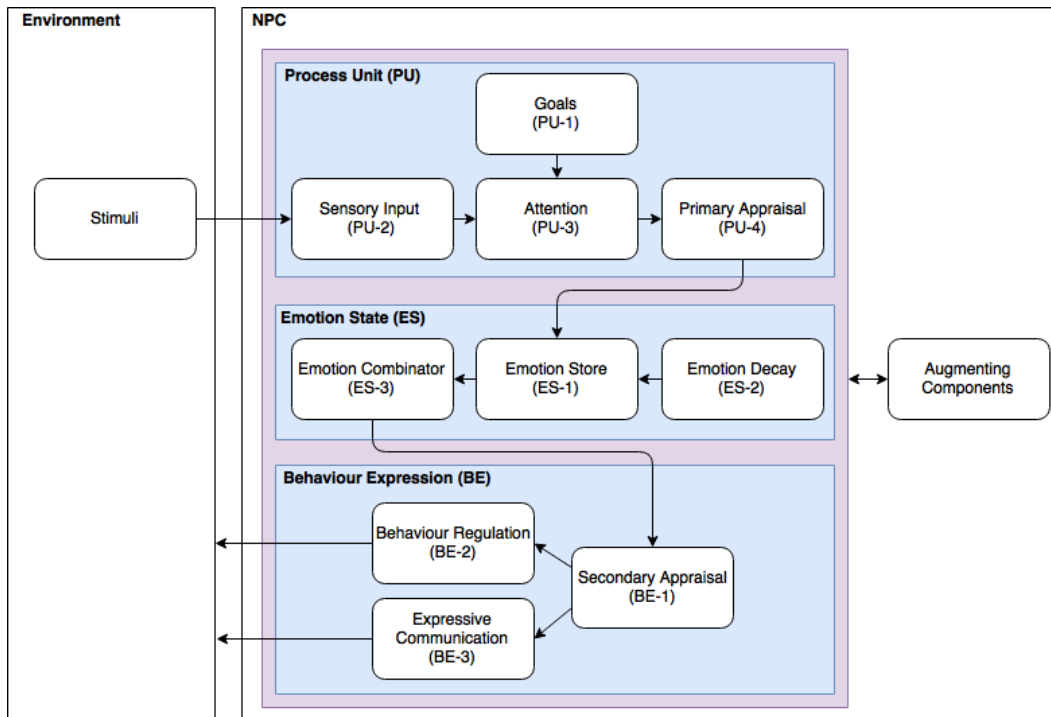 Environment
NPC
Process Unit (PU)
Goals
(PU-1)
Stimuli
Sensory Input
(PU-2)
Attention
(PU-3)
Primary Appraisal
(PU-4)
Emotion State (ES)
Emotion Combinator
(ES-3)
Emotion Store
(ES-1)
Emotion Decay
(ES-2)
Augmenting
Components
Behaviour Expression (BE)
Behaviour Regulation
(BE-2)
Secondary Appraisal
(BE-1)
Expressive
Communication
(BE-3)